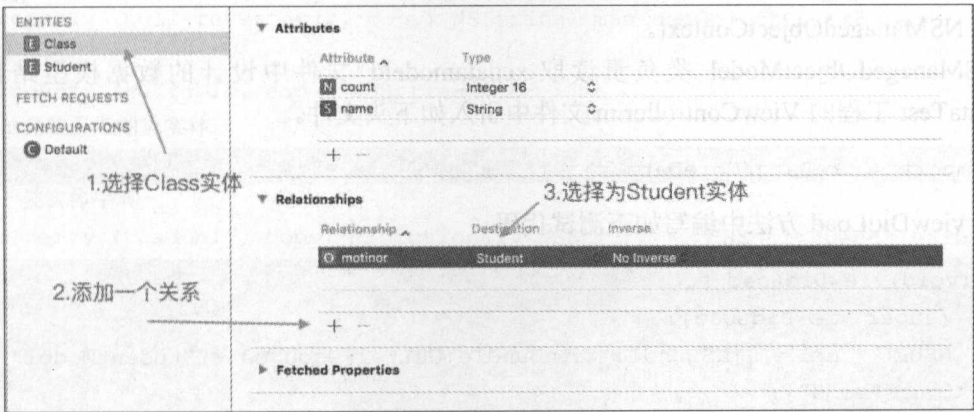 ENTITIES
E Class
E Student
FETCH REQUESTS
CONFIGURATIONS
C Default
1.选择Class实体
2.添加一个关系
▼ Attributes
Attribute Type
N count Integer 16
S name String
+
▼ Relationships
3.选择为Student实体
Relationship Destination Inverse
O motinor Student No Inverse
+ −
▶ Fetched Properties